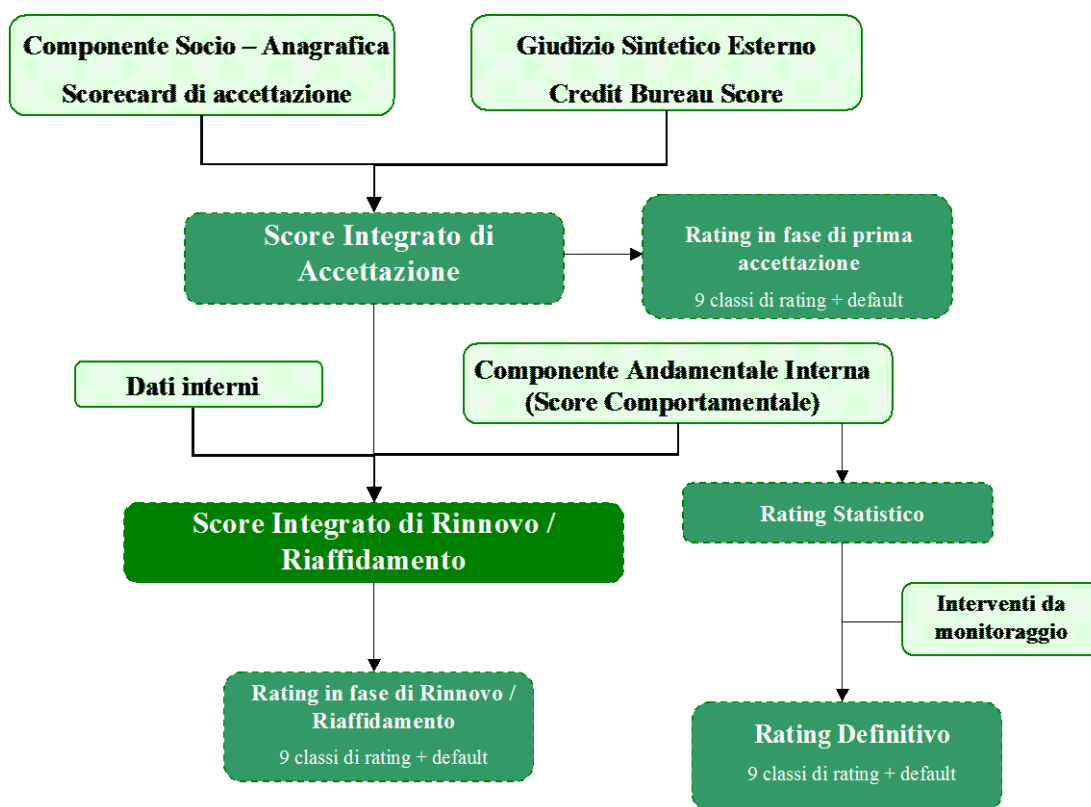 Componente Socio – Anagrafica
Scorecard di accettazione
Giudizio Sintetico Esterno
Credit Bureau Score
Score Integrato di
Accettazione
Rating in fase di prima
accettazione
9 classi di rating + default
Dati interni
Componente Andamentale Interna
(Score Comportamentale)
Score Integrato di Rinnovo /
Riaffidamento
Rating Statistico
Interventi da
monitoraggio
Rating in fase di Rinnovo /
Riaffidamento
9 classi di rating + default
Rating Definitivo
9 classi di rating + default